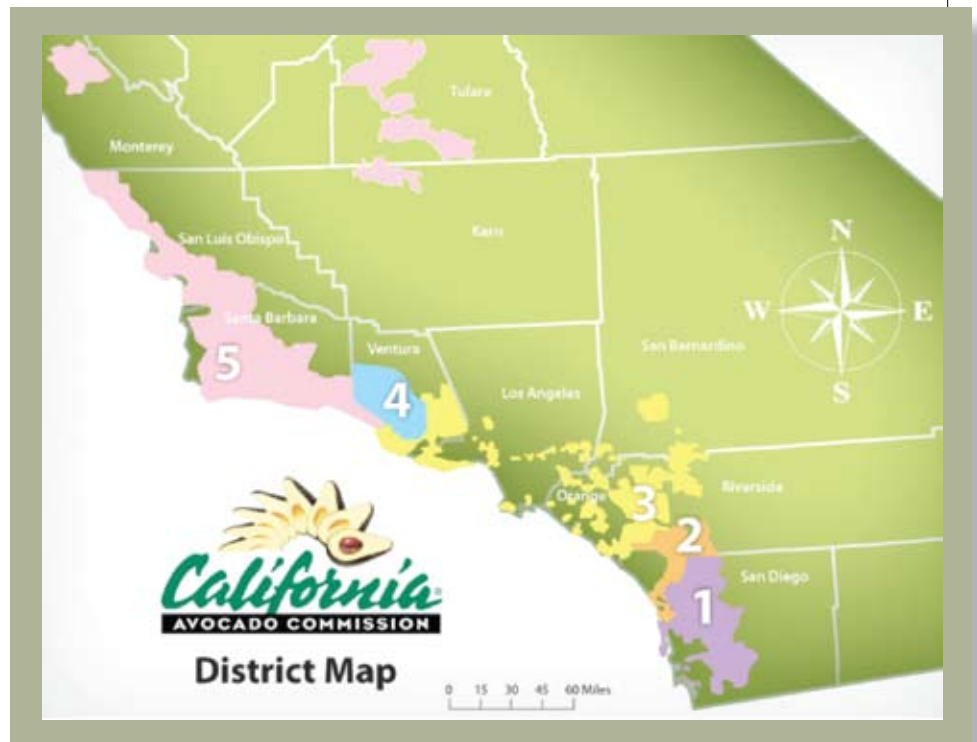 Tulare
Monterey
San Luis Obispo
Kern
N
W
E
S
Santa Barbara
Ventura
San Bernardino
5
4
Los Angeles
Orange
3
Riverside
2
San Diego
1
California®
AVOCADO COMMISSION
District Map
0 15 30 45 60 Miles